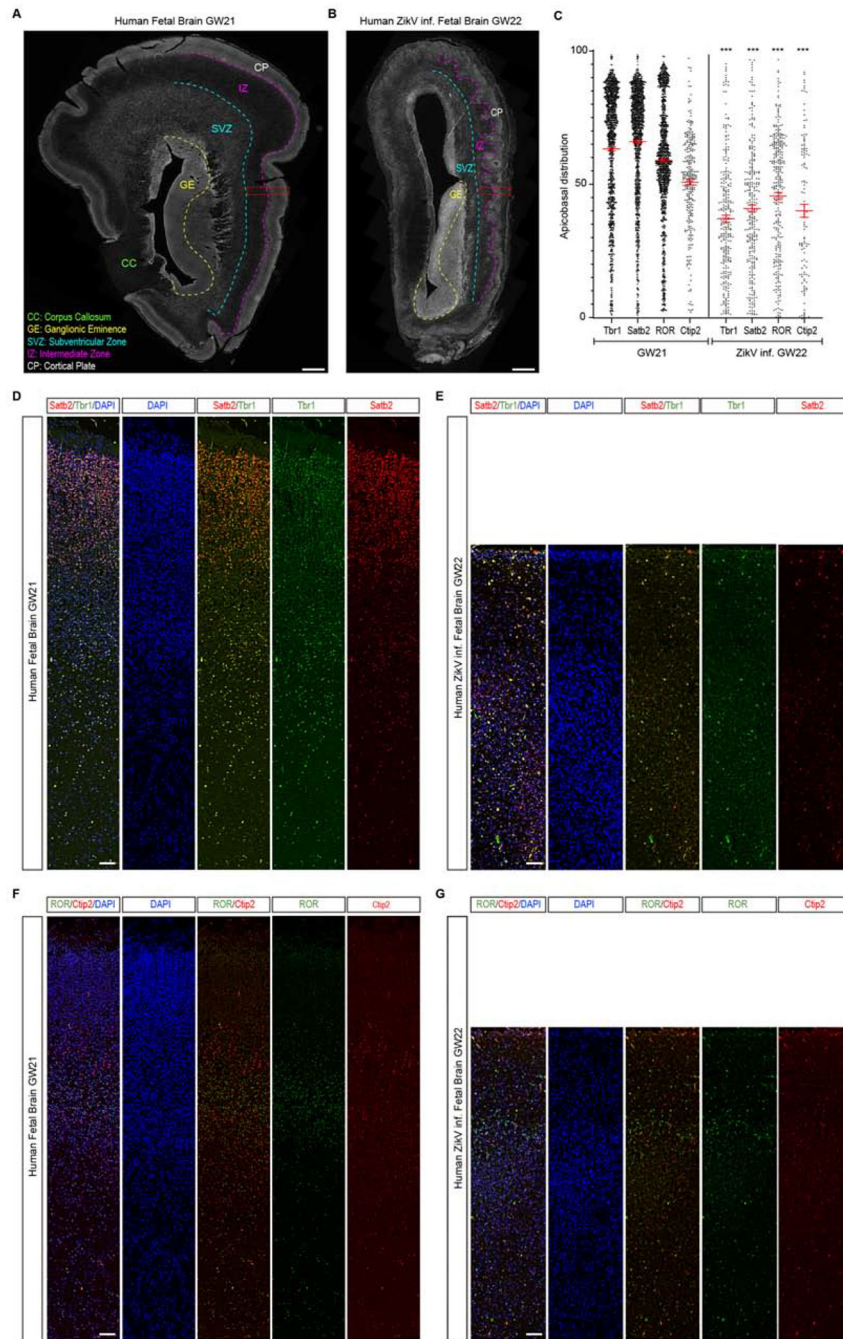 A
Human Fetal Brain GW21
CP
IZ
SVZ
GE
CC
CC: Corpus Callosum
GE: Ganglionic Eminence
SVZ: Subventricular Zone
IZ: Intermediate Zone
CP: Cortical Plate
B
Human ZikV inf. Fetal Brain GW22
CP
IZ
SVZ
GE
C
*** *** *** ***
100
50
0
Apicobasal distribution
Tbr1 Satb2 ROR Ctip2 Tbr1 Satb2 ROR Ctip2
GW21 ZikV inf. GW22
D
Satb2/Tbr1/DAPI DAPI Satb2/Tbr1 Tbr1 Satb2
Human Fetal Brain GW21
E
Satb2/Tbr1/DAPI DAPI Satb2/Tbr1 Tbr1 Satb2
Human ZikV inf. Fetal Brain GW22
F
ROR/Ctip2/DAPI DAPI ROR/Ctip2 ROR Ctip2
Human Fetal Brain GW21
G
ROR/Ctip2/DAPI DAPI ROR/Ctip2 ROR Ctip2
Human ZikV inf. Fetal Brain GW22